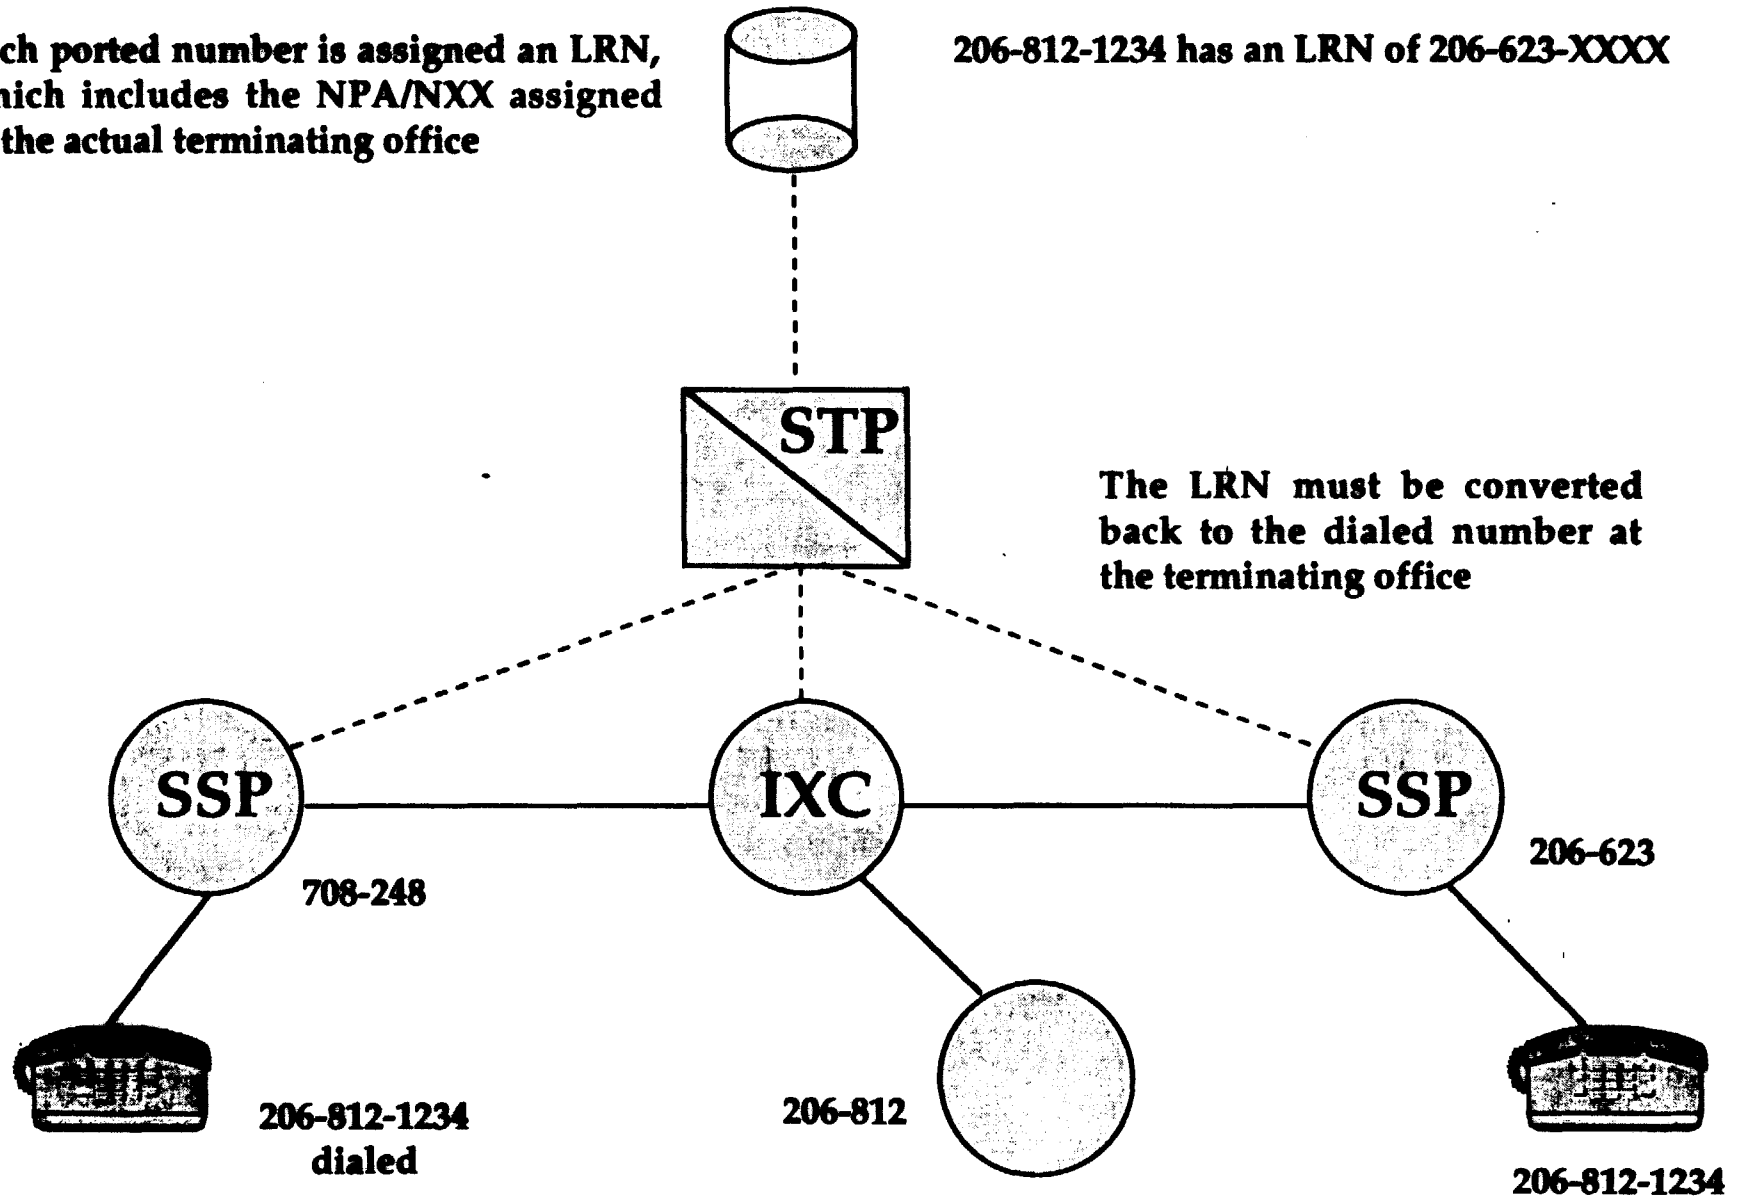 ch ported number is assigned an LRN,
hich includes the NPA/NXX assigned
the actual terminating office
206-812-1234 has an LRN of 206-623-XXXX
STP
The LRN must be converted
back to the dialed number at
the terminating office
SSP
IXC
SSP
708-248
206-623
206-812-1234
dialed
206-812
206-812-1234